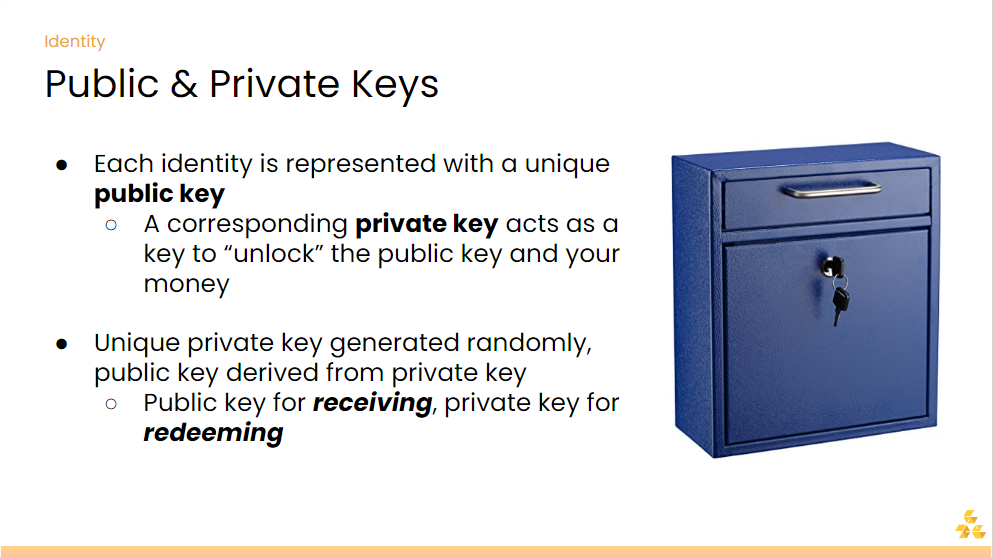 Identity
Public & Private Keys
● Each identity is represented with a unique
public key
○ A corresponding private key acts as a
key to “unlock” the public key and your
money
● Unique private key generated randomly,
public key derived from private key
○ Public key for receiving, private key for
redeeming